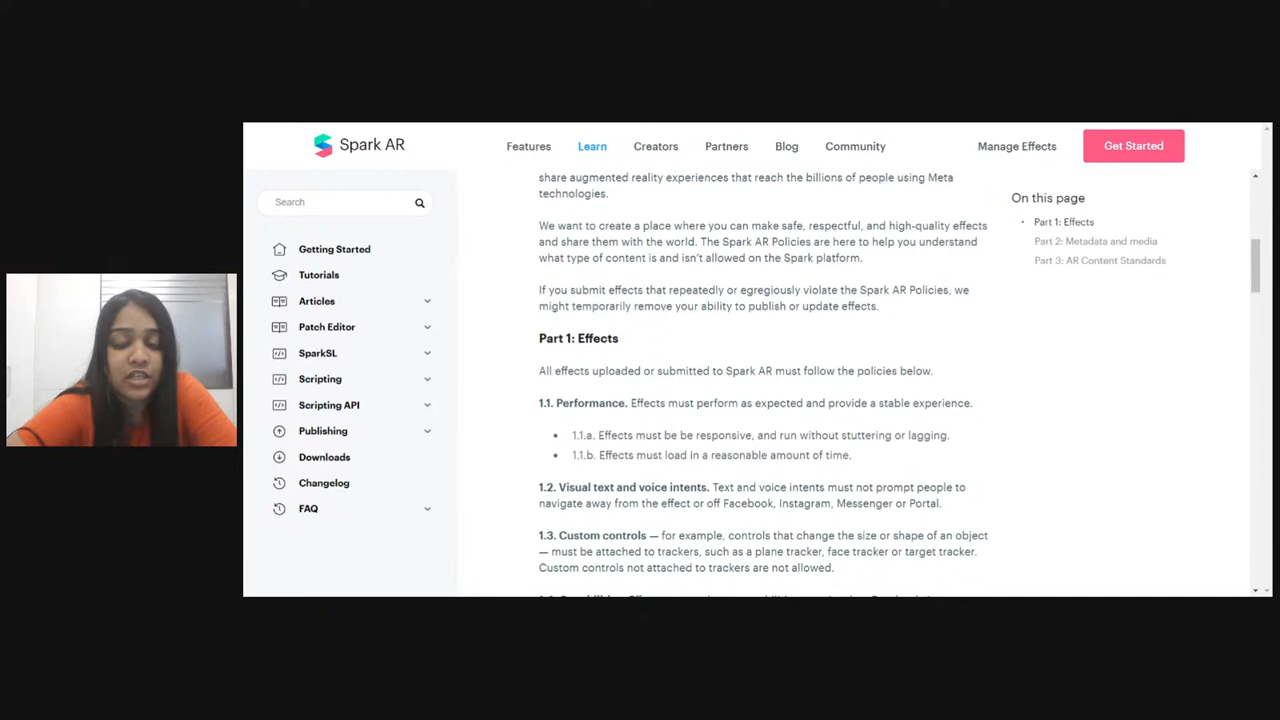 Spark AR
Features
Learn
Creators
Partners
Blog
Community
Manage Effects
Get Started
Search
Getting Started
Tutorials
Articles
Patch Editor
SparkSL
Scripting
Scripting API
Publishing
Downloads
Changelog
FAQ
share augmented reality experiences that reach the billions of people using Meta
technologies.
We want to create a place where you can make safe, respectful, and high-quality effects
and share them with the world. The Spark AR Policies are here to help you understand
what type of content is and isn't allowed on the Spark platform.
If you submit effects that repeatedly or egregiously violate the Spark AR Policies, we
might temporarily remove your ability to publish or update effects.
Part 1: Effects
All effects uploaded or submitted to Spark AR must follow the policies below.
1.1. Performance. Effects must perform as expected and provide a stable experience.
• 1.1.a. Effects must be be responsive, and run without stuttering or lagging.
• 1.1.b. Effects must load in a reasonable amount of time.
1.2. Visual text and voice intents. Text and voice intents must not prompt people to
navigate away from the effect or off Facebook, Instagram, Messenger or Portal.
1.3. Custom controls — for example, controls that change the size or shape of an object
— must be attached to trackers, such as a plane tracker, face tracker or target tracker.
Custom controls not attached to trackers are not allowed.
On this page
• Part 1: Effects
Part 2: Metadata and media
Part 3: AR Content Standards